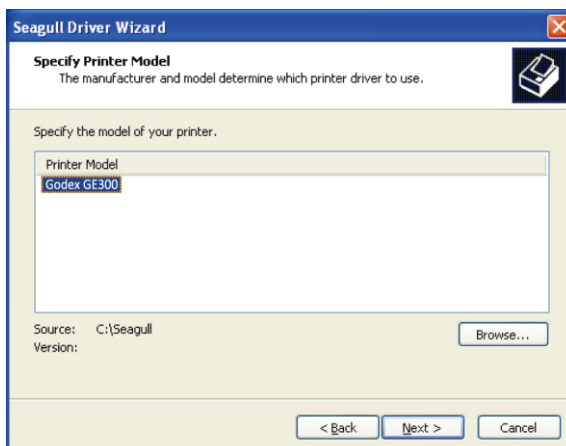 Seagull Driver Wizard
Specify Printer Model
The manufacturer and model determine which printer driver to use.
Specify the model of your printer.
Printer Model
Godex GE300
Source: C:\Seagull
Version:
Browse...
< Back
Next >
Cancel